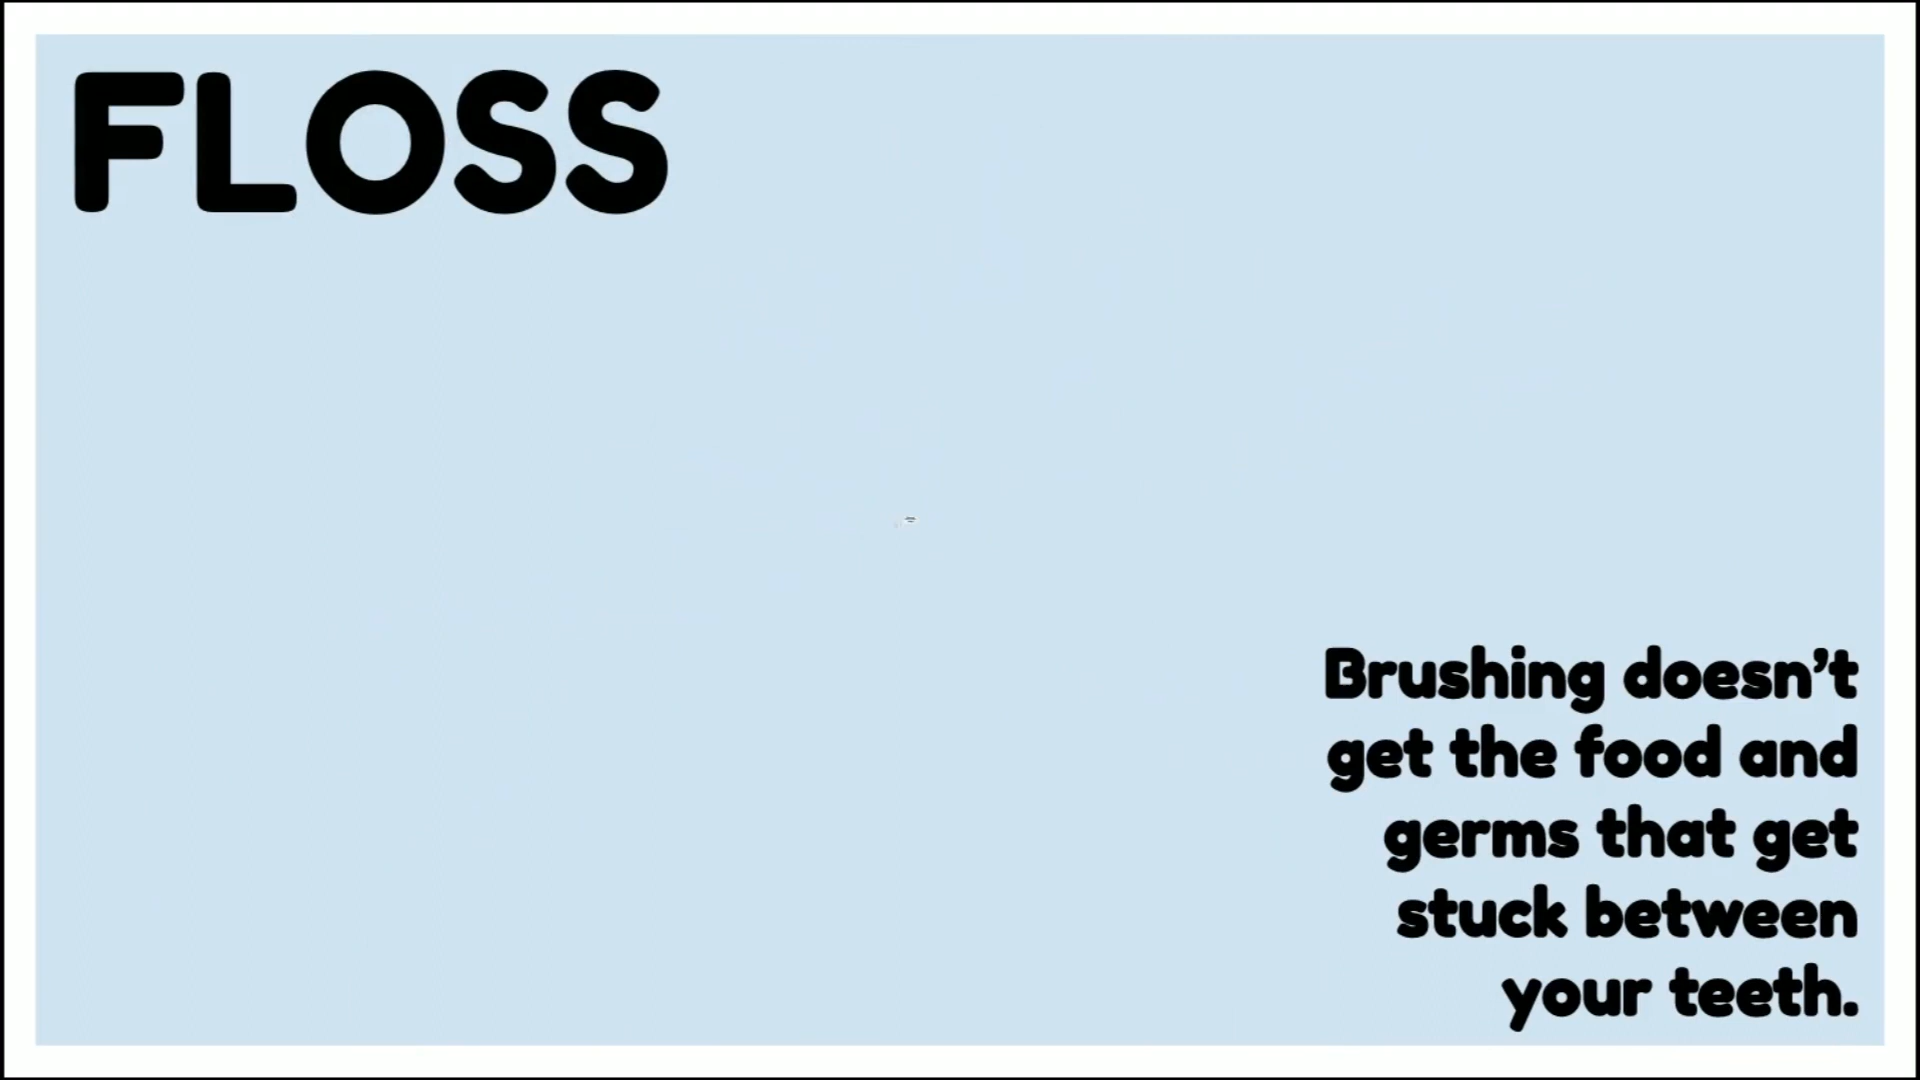 FLOSS
Brushing doesn’t
get the food and
germs that get
stuck between
your teeth.